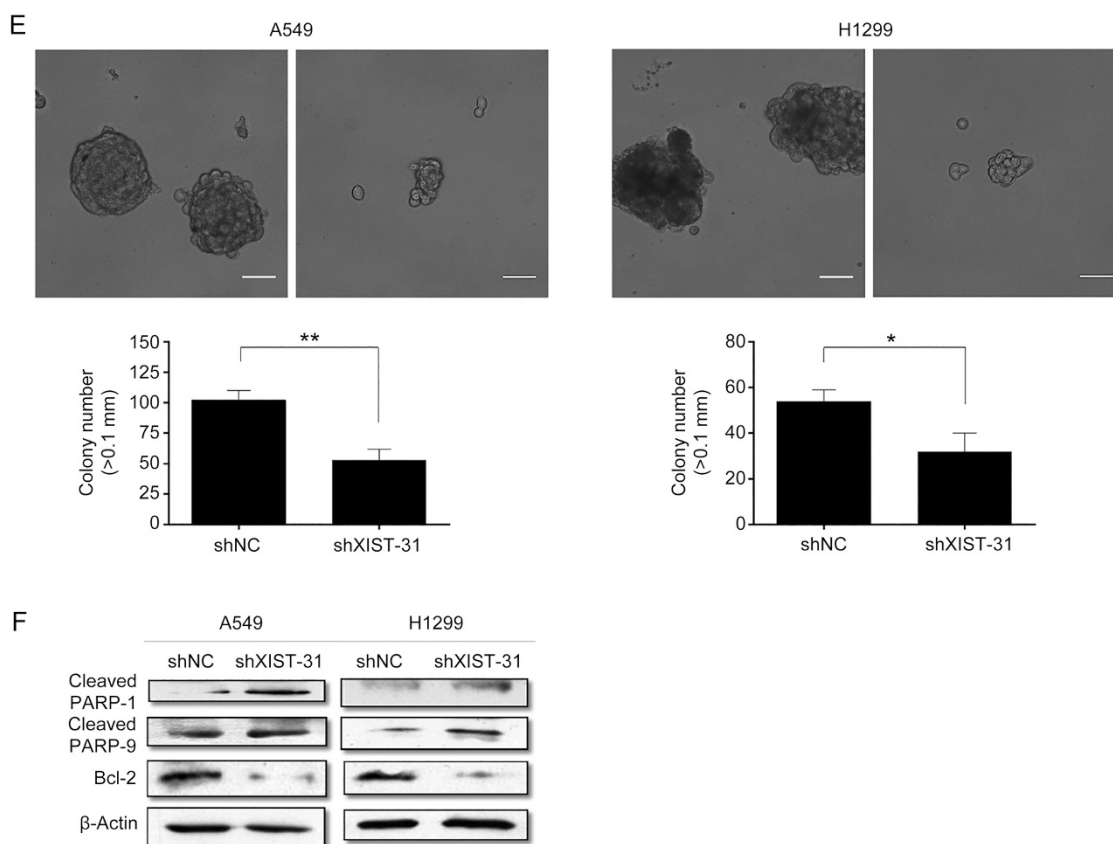 E
A549
H1299
150
125
100
75
50
25
0
Colony number
(>0.1 mm)
**
shNC
shXIST-31
80
60
40
20
0
Colony number
(>0.1 mm)
*
shNC
shXIST-31
F
A549
H1299
shNC
shXIST-31
shNC
shXIST-31
Cleaved
PARP-1
Cleaved
PARP-9
Bcl-2
β-Actin